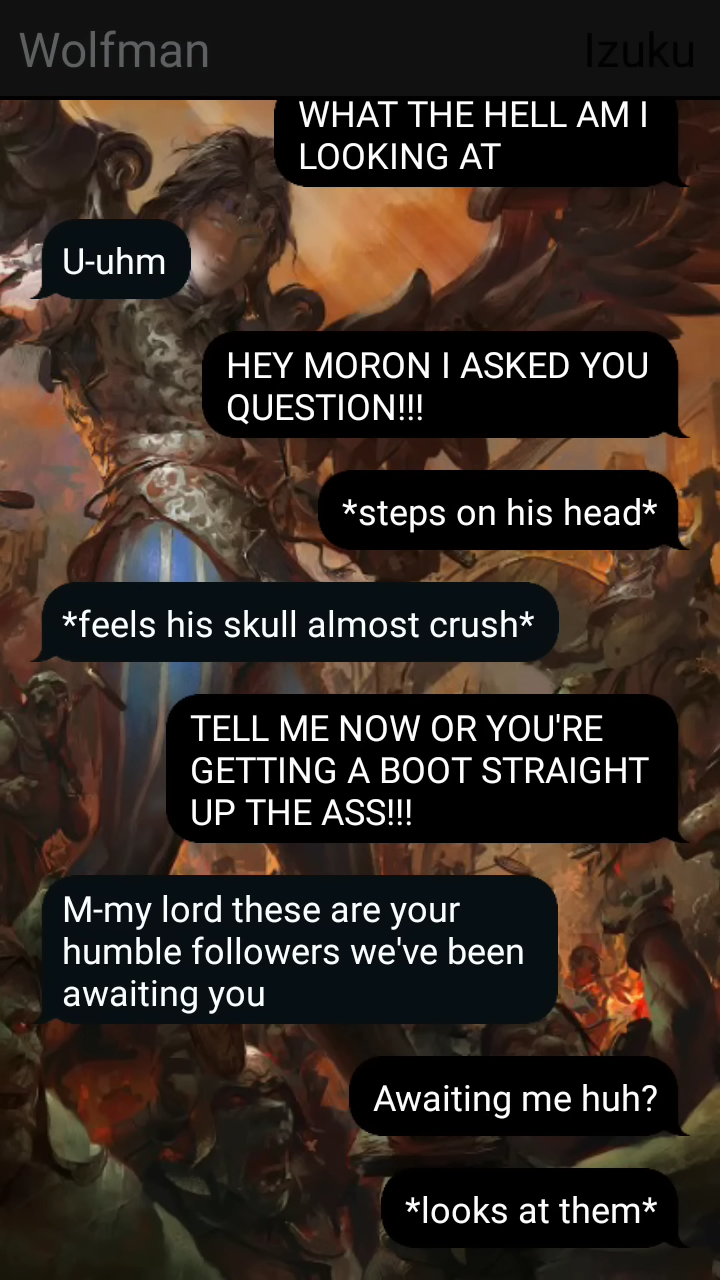 Wolfman
Izuku
WHAT THE HELL AM I
LOOKING AT
U-uhm
HEY MORON I ASKED YOU
QUESTION!!!
*steps on his head*
*feels his skull almost crush*
TELL ME NOW OR YOU'RE
GETTING A BOOT STRAIGHT
UP THE ASS!!!
M-my lord these are your
humble followers we've been
awaiting you
Awaiting me huh?
*looks at them*